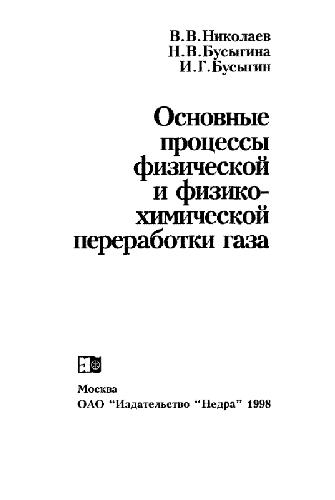 В.В.Николаев
Н.В.Бусыгина
И.Г.Бусыгин
Основные
процессы
физической
и физико-
химической
переработки газа
Москва
ОАО "Издательство "Недра" 1998